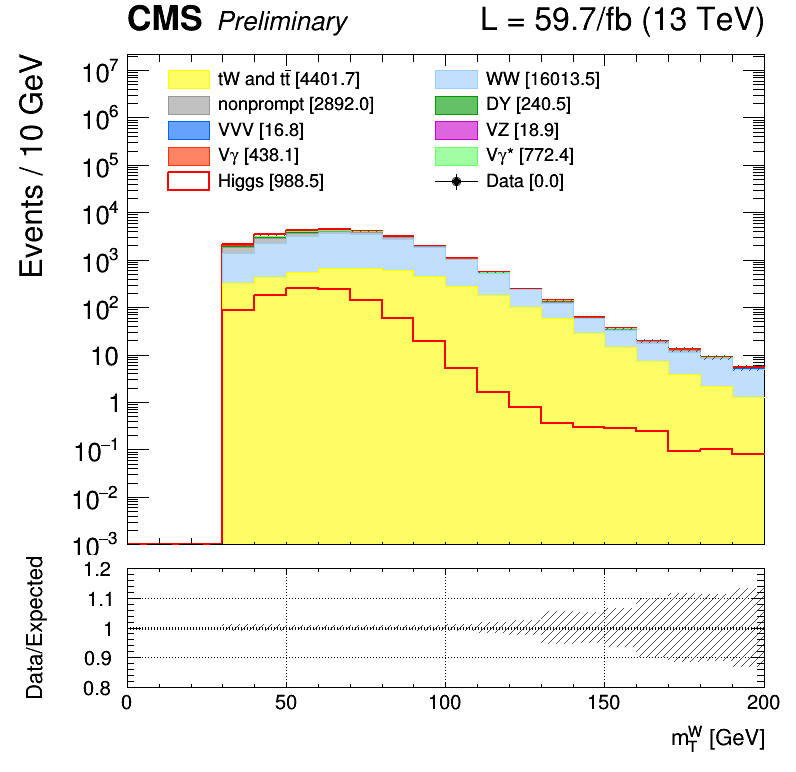 CMS Preliminary L = 59.7/fb (13 TeV)
Events / 10 GeV
10⁷
10⁶
10⁵
10⁴
10³
10²
10
1
10⁻¹
10⁻²
10⁻³
tW and tt̄ [4401.7]
WW [16013.5]
nonprompt [2892.0]
DY [240.5]
VVV [16.8]
VZ [18.9]
Vγ [438.1]
Vγ* [772.4]
Higgs [988.5]
Data [0.0]
Data/Expected
1.2
1.1
1
0.9
0.8
0 50 100 150 200
m_T^W [GeV]